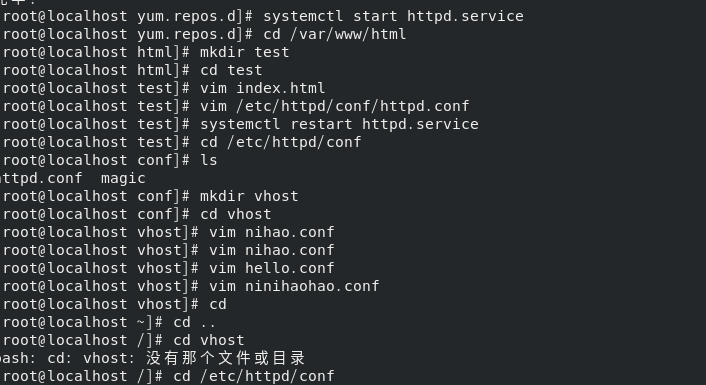 root@localhost yum.repos.d]# systemctl start httpd.service
root@localhost yum.repos.d]# cd /var/www/html
root@localhost html]# mkdir test
root@localhost html]# cd test
root@localhost test]# vim index.html
root@localhost test]# vim /etc/httpd/conf/httpd.conf
root@localhost test]# systemctl restart httpd.service
root@localhost test]# cd /etc/httpd/conf
root@localhost conf]# ls
httpd.conf  magic
root@localhost conf]# mkdir vhost
root@localhost conf]# cd vhost
root@localhost vhost]# vim nihao.conf
root@localhost vhost]# vim nihao.conf
root@localhost vhost]# vim hello.conf
root@localhost vhost]# vim ninihaohao.conf
root@localhost vhost]# cd
root@localhost ~]# cd ..
root@localhost /]# cd vhost
bash: cd: vhost: 没有那个文件或目录
root@localhost /]# cd /etc/httpd/conf